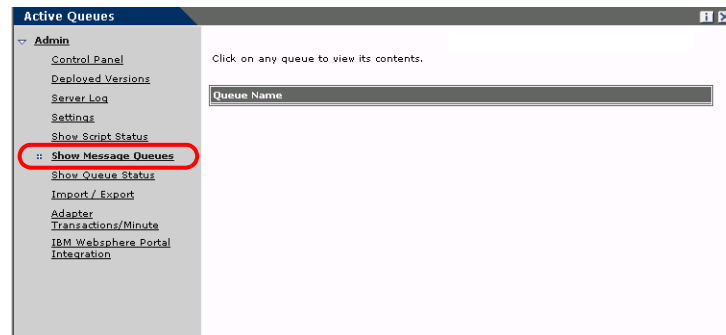 Active Queues
Admin
Control Panel
Deployed Versions
Server Log
Settings
Show Script Status
Show Message Queues
Show Queue Status
Import / Export
Adapter
Transactions/Minute
IBM Websphere Portal
Integration
Click on any queue to view its contents.
Queue Name